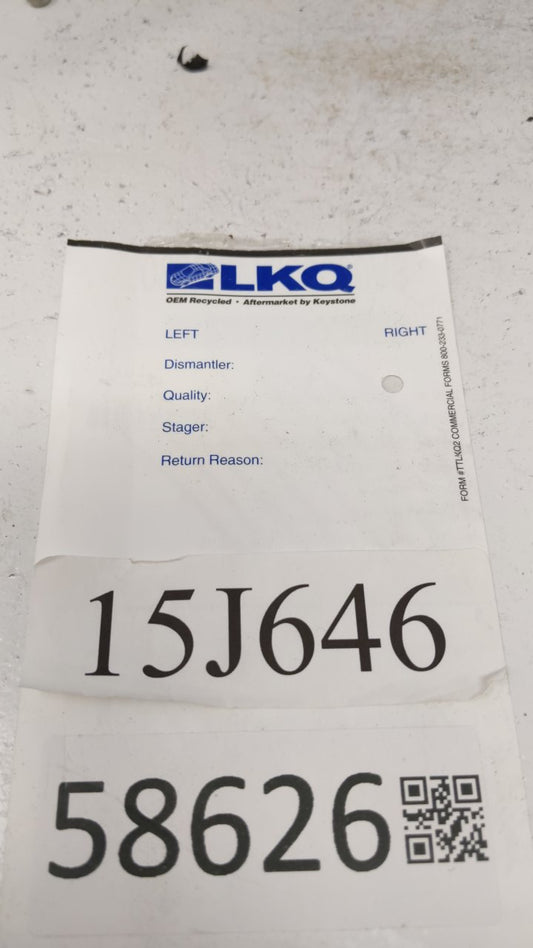 LKQ®
OEM Recycled • Aftermarket by Keystone
LEFT RIGHT
Dismantler:
Quality:
Stager:
Return Reason:
FORM #TTLKQ2 COMMERCIAL FORMS 800-233-0771
15J646
58626